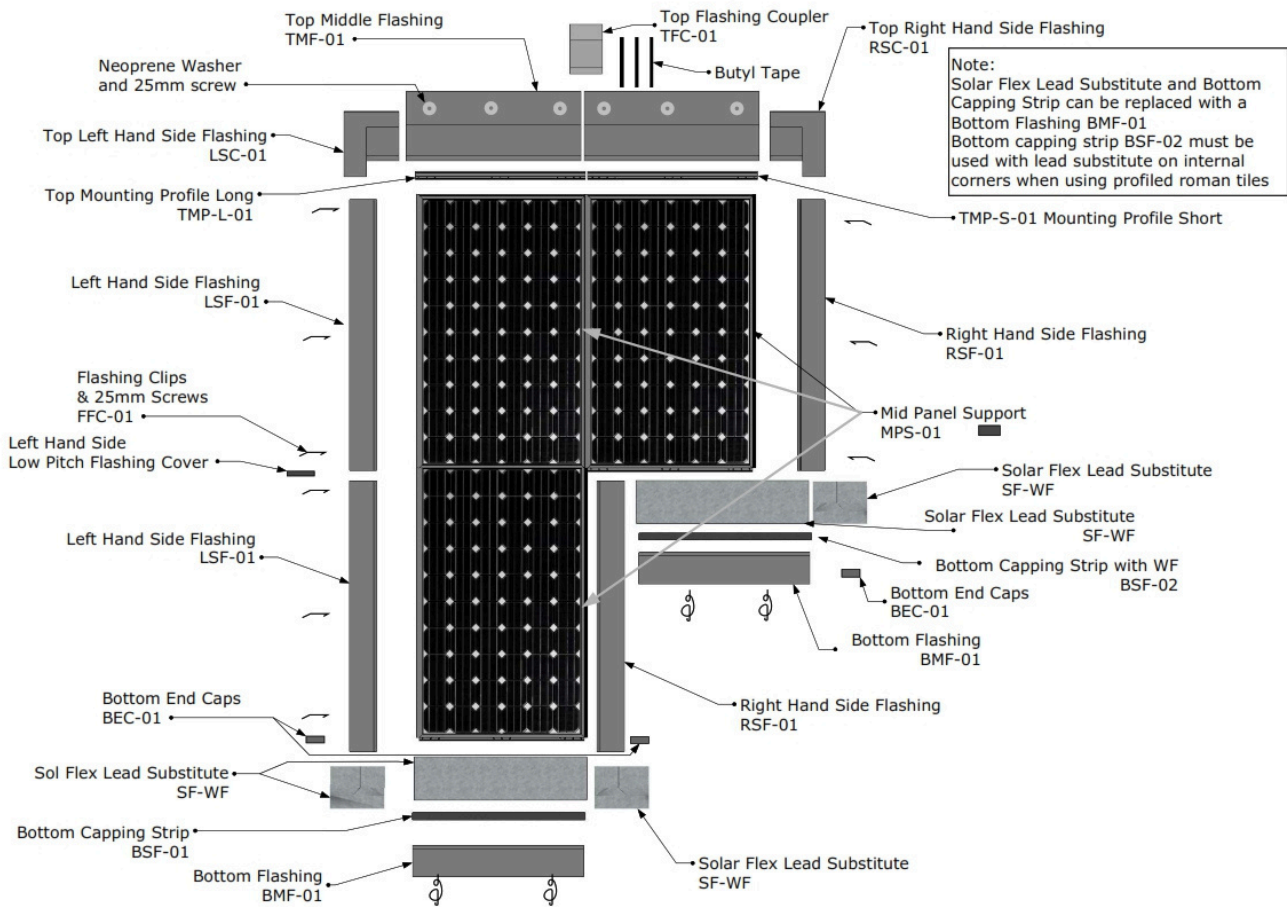 Top Middle Flashing
TMF-01
Top Flashing Coupler
TFC-01
Top Right Hand Side Flashing
RSC-01
Neoprene Washer
and 25mm screw
Butyl Tape
Note:
Solar Flex Lead Substitute and Bottom
Capping Strip can be replaced with a
Bottom Flashing BMF-01
Bottom capping strip BSF-02 must be
used with lead substitute on internal
corners when using profiled roman tiles
Top Left Hand Side Flashing
LSC-01
Top Mounting Profile Long
TMP-L-01
TMP-S-01 Mounting Profile Short
Left Hand Side Flashing
LSF-01
Right Hand Side Flashing
RSF-01
Flashing Clips
& 25mm Screws
FFC-01
Mid Panel Support
MPS-01
Left Hand Side
Low Pitch Flashing Cover
Solar Flex Lead Substitute
SF-WF
Solar Flex Lead Substitute
SF-WF
Left Hand Side Flashing
LSF-01
Bottom Capping Strip with WF
BSF-02
Bottom End Caps
BEC-01
Bottom Flashing
BMF-01
Bottom End Caps
BEC-01
Right Hand Side Flashing
RSF-01
Sol Flex Lead Substitute
SF-WF
Bottom Capping Strip
BSF-01
Solar Flex Lead Substitute
SF-WF
Bottom Flashing
BMF-01